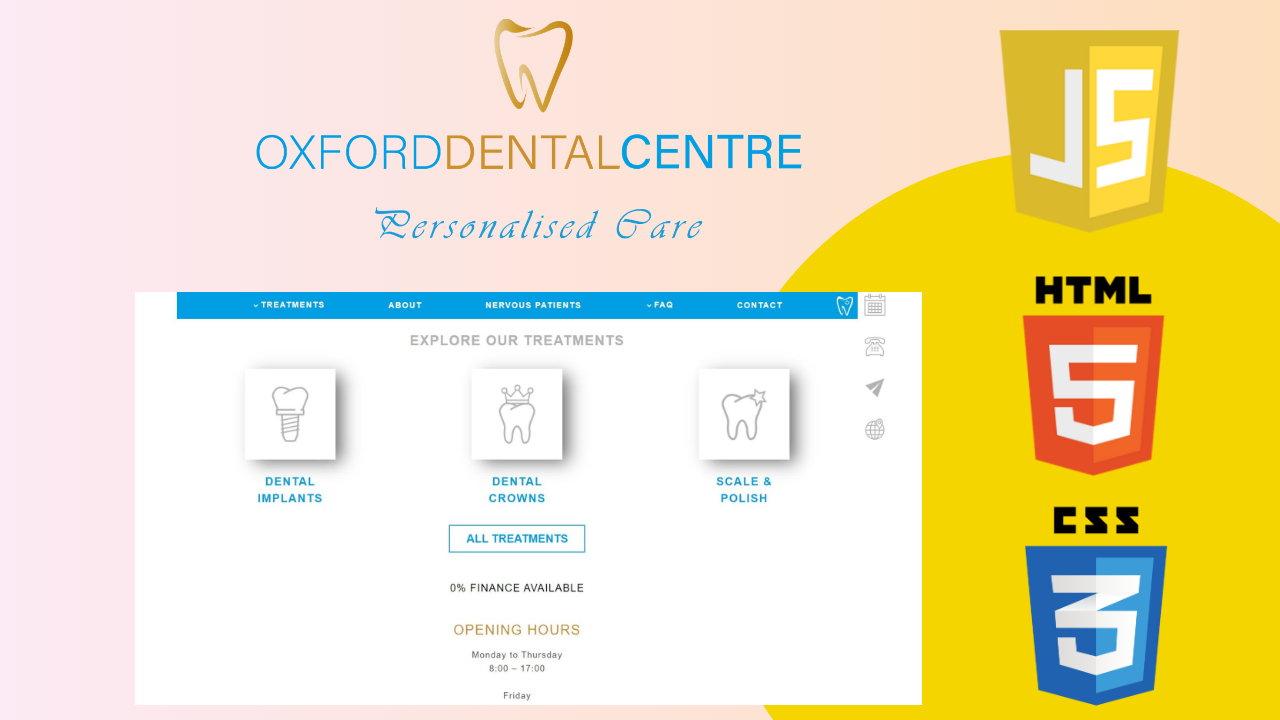 OXFORDDENTALCENTRE
Personalised Care
TREATMENTS ABOUT NERVOUS PATIENTS FAQ CONTACT
EXPLORE OUR TREATMENTS
DENTAL
IMPLANTS
DENTAL
CROWNS
SCALE &
POLISH
ALL TREATMENTS
0% FINANCE AVAILABLE
OPENING HOURS
Monday to Thursday
8:00 – 17:00
Friday
JS
HTML
5
CSS
3